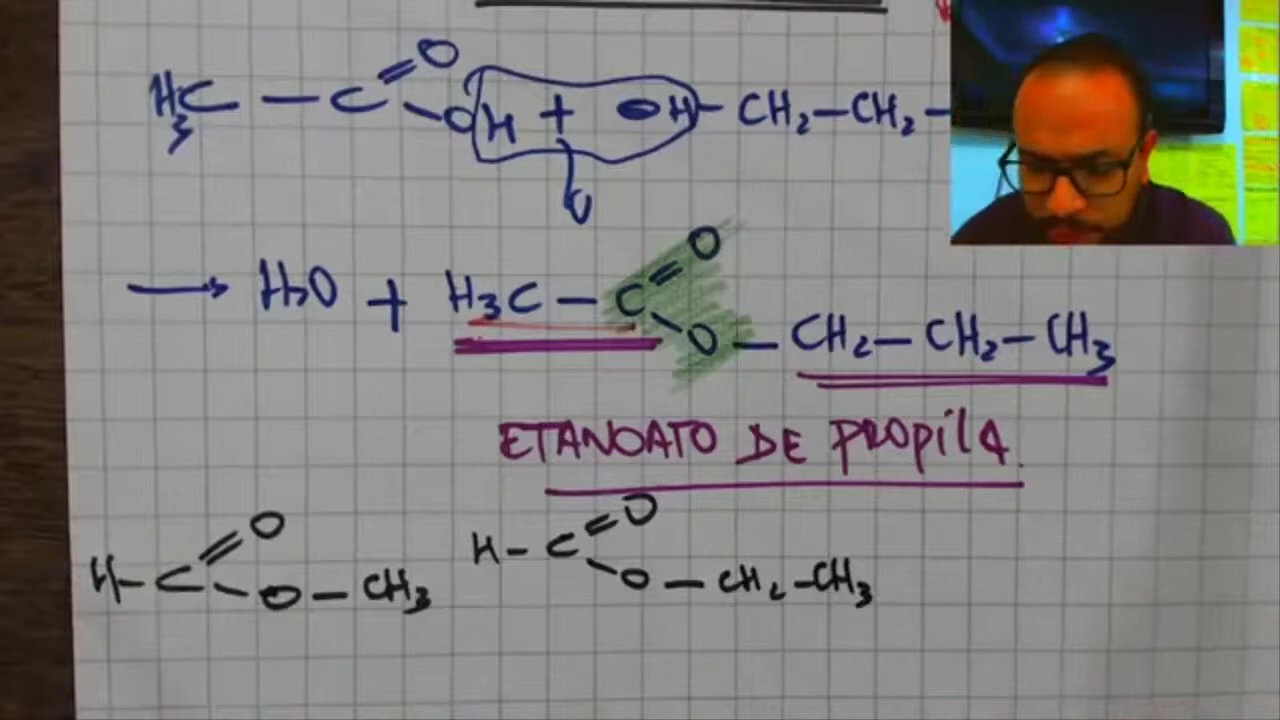 H3C — C = O OH + OH — CH2 — CH2 —
→ H2O + H3C — C = O O — CH2 — CH2 — CH3
ETANOATO DE PROPILA
H — C = O O — CH3 H — C = O O — CH2 — CH3